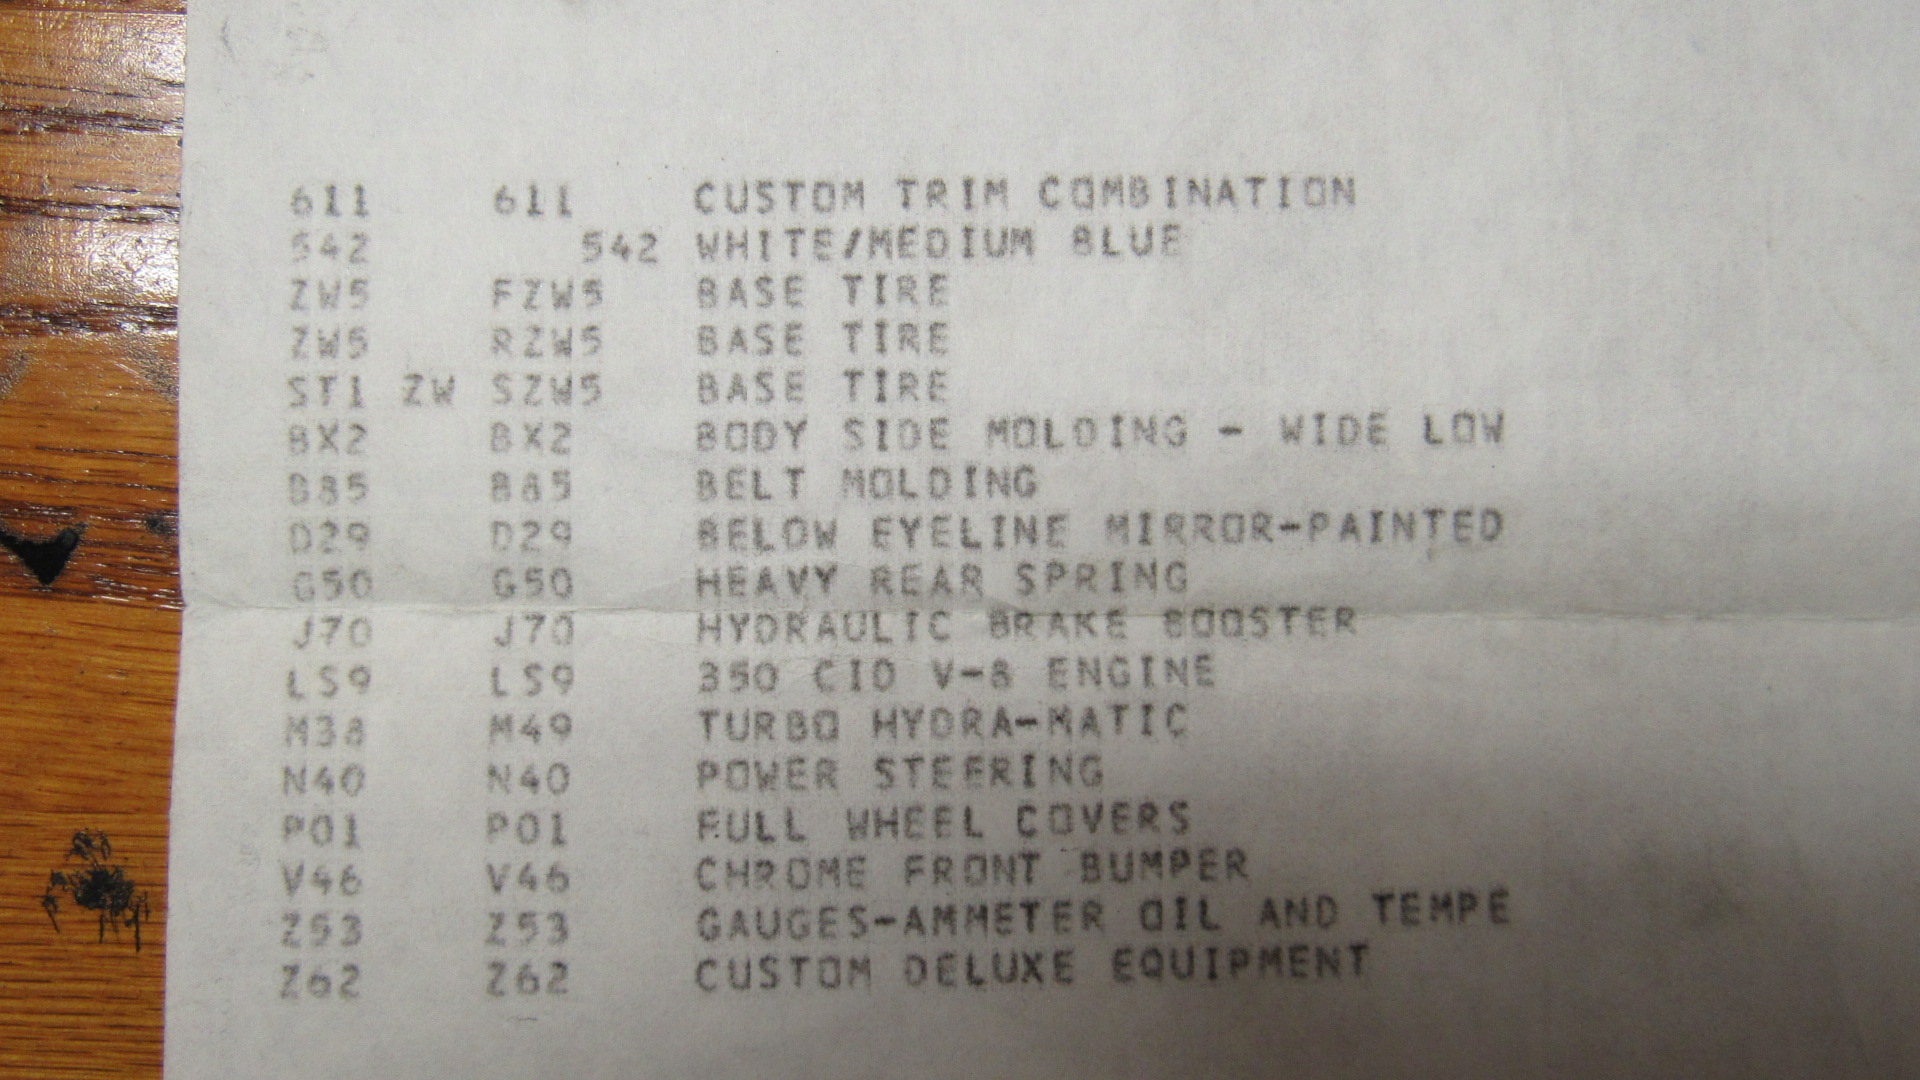 611 611 CUSTOM TRIM COMBINATION
542 542 WHITE/MEDIUM BLUE
ZW5 FZW5 BASE TIRE
ZW5 RZW5 BASE TIRE
ST1 ZW SZW5 BASE TIRE
BX2 BX2 BODY SIDE MOLDING - WIDE LOW
B85 B85 BELT MOLDING
D29 D29 BELOW EYELINE MIRROR-PAINTED
G50 G50 HEAVY REAR SPRING
J70 J70 HYDRAULIC BRAKE BOOSTER
LS9 LS9 350 CID V-8 ENGINE
M38 M49 TURBO HYDRA-MATIC
N40 N40 POWER STEERING
P01 P01 FULL WHEEL COVERS
V46 V46 CHROME FRONT BUMPER
Z53 Z53 GAUGES-AMMETER OIL AND TEMPE
Z62 Z62 CUSTOM DELUXE EQUIPMENT